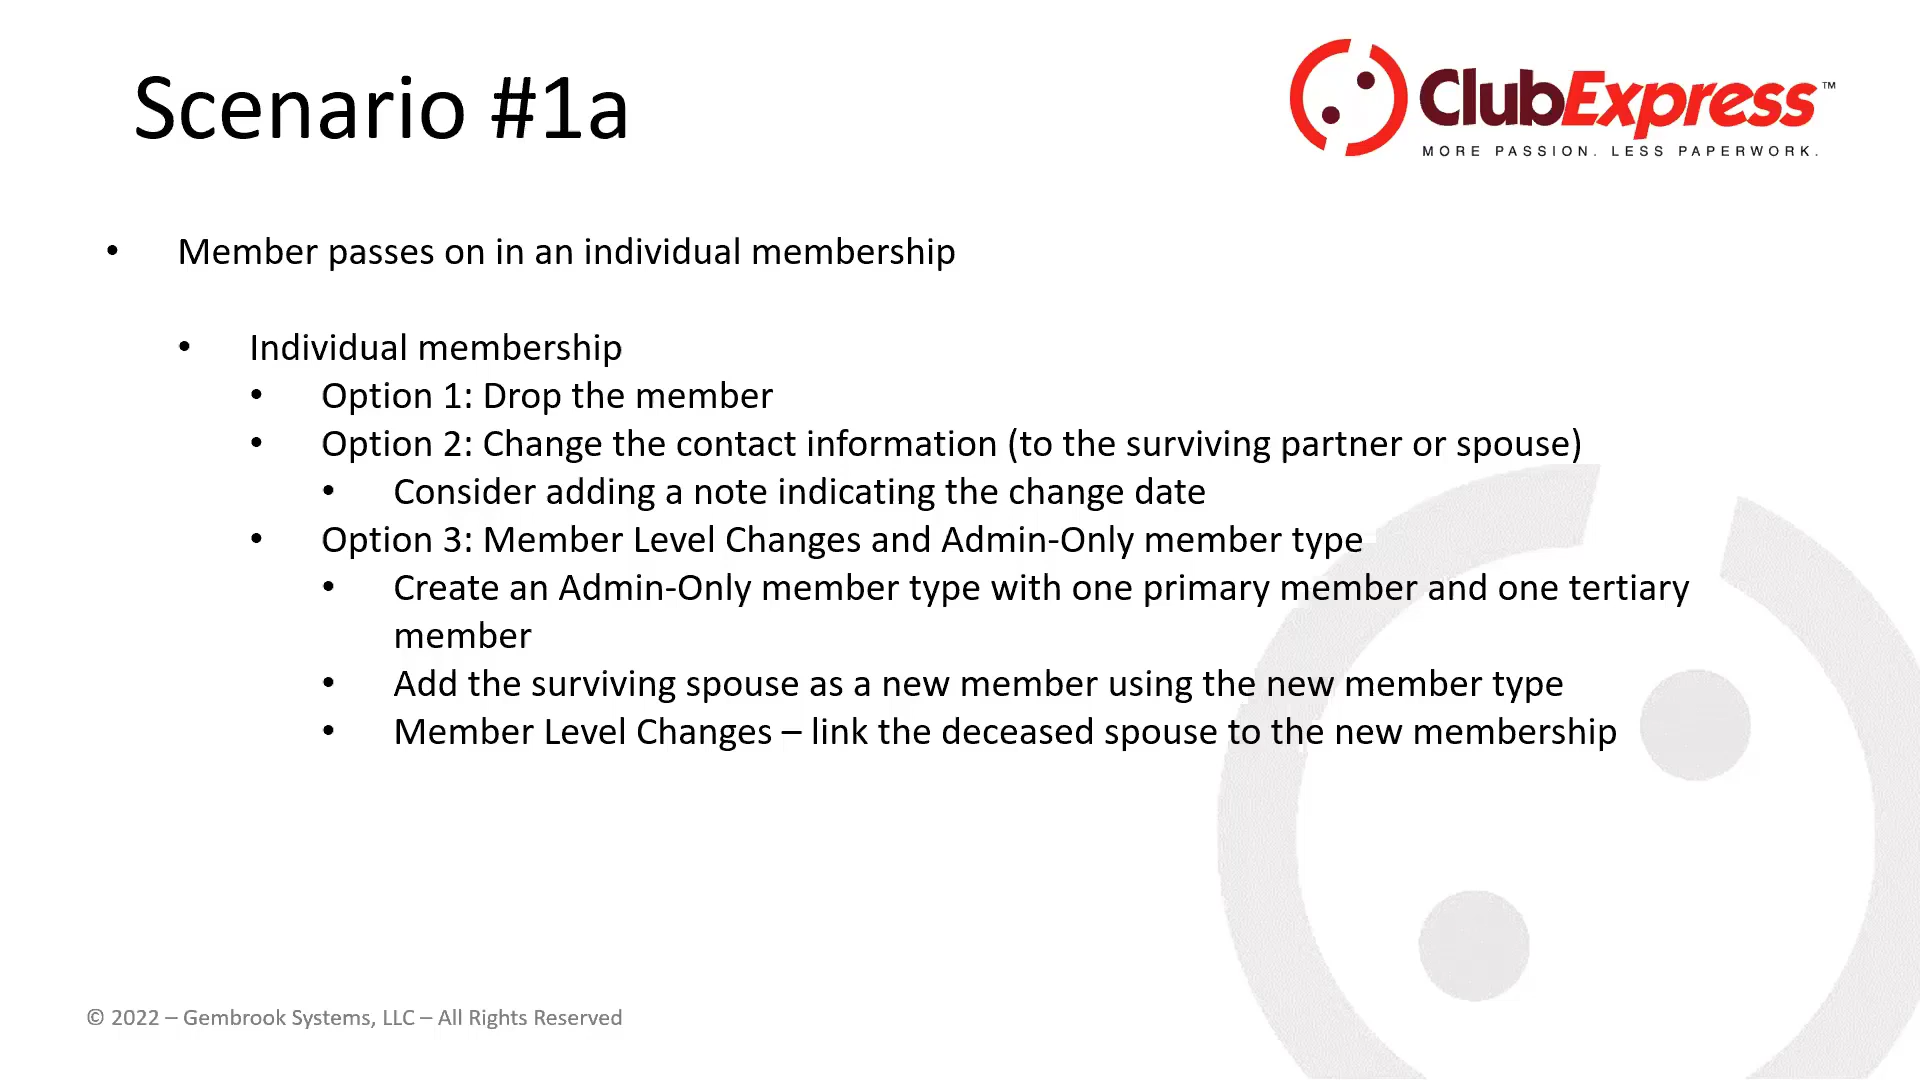 Scenario #1a
ClubExpress™
MORE PASSION. LESS PAPERWORK.
• Member passes on in an individual membership
• Individual membership
• Option 1: Drop the member
• Option 2: Change the contact information (to the surviving partner or spouse)
• Consider adding a note indicating the change date
• Option 3: Member Level Changes and Admin-Only member type
• Create an Admin-Only member type with one primary member and one tertiary
member
• Add the surviving spouse as a new member using the new member type
• Member Level Changes – link the deceased spouse to the new membership
© 2022 – Gembrook Systems, LLC – All Rights Reserved